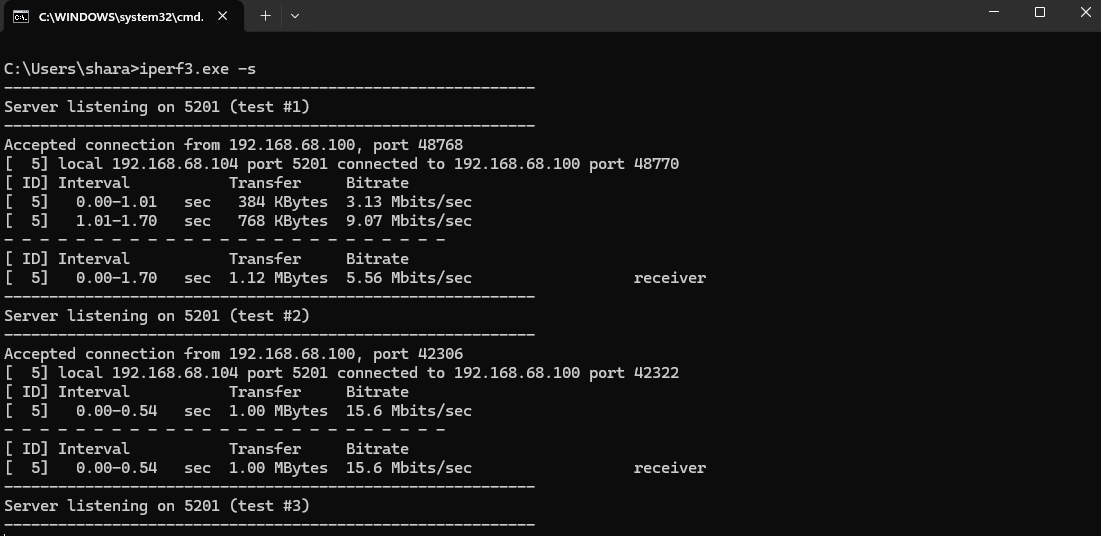 C:\WINDOWS\system32\cmd.
C:\Users\shara>iperf3.exe -s
-----------------------------------------------------------
Server listening on 5201 (test #1)
-----------------------------------------------------------
Accepted connection from 192.168.68.100, port 48768
[  5] local 192.168.68.104 port 5201 connected to 192.168.68.100 port 48770
[ ID] Interval           Transfer     Bitrate
[  5]   0.00-1.01   sec   384 KBytes  3.13 Mbits/sec
[  5]   1.01-1.70   sec   768 KBytes  9.07 Mbits/sec
- - - - - - - - - - - - - - - - - - - - - - - - -
[ ID] Interval           Transfer     Bitrate
[  5]   0.00-1.70   sec  1.12 MBytes  5.56 Mbits/sec                  receiver
-----------------------------------------------------------
Server listening on 5201 (test #2)
-----------------------------------------------------------
Accepted connection from 192.168.68.100, port 42306
[  5] local 192.168.68.104 port 5201 connected to 192.168.68.100 port 42322
[ ID] Interval           Transfer     Bitrate
[  5]   0.00-0.54   sec  1.00 MBytes  15.6 Mbits/sec
- - - - - - - - - - - - - - - - - - - - - - - - -
[ ID] Interval           Transfer     Bitrate
[  5]   0.00-0.54   sec  1.00 MBytes  15.6 Mbits/sec                  receiver
-----------------------------------------------------------
Server listening on 5201 (test #3)
-----------------------------------------------------------